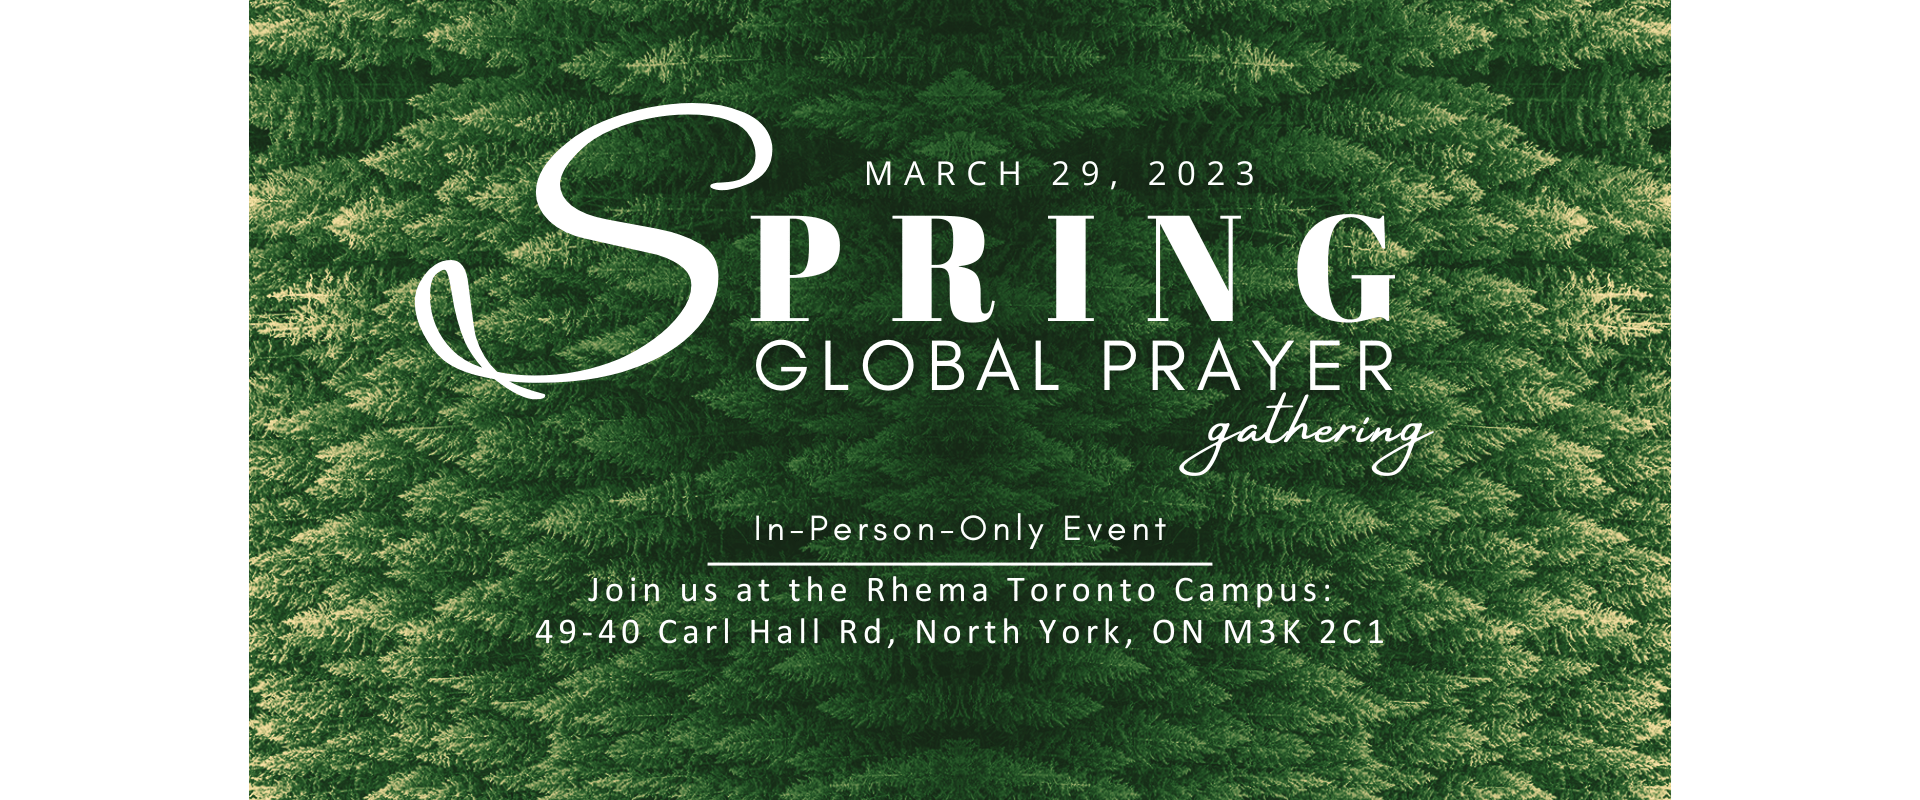 MARCH 29, 2023
SPRING
GLOBAL PRAYER
gathering
In-Person-Only Event
Join us at the Rhema Toronto Campus:
49-40 Carl Hall Rd, North York, ON M3K 2C1